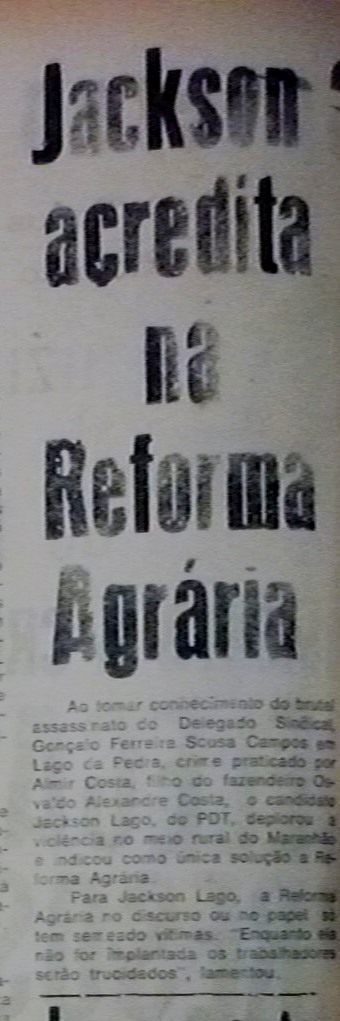 Jackson
acredita
na
Reforma
Agrária
Ao tomar conhecimento do brutal
assassinato do Delegado Sindical,
Gonçalo Ferreira Sousa Campos em
Lago da Pedra, crime praticado por
Almir Costa, filho do fazendeiro Os-
valdo Alexandre Costa, o candidato
Jackson Lago, do PDT, deplorou a
violência no meio rural do Maranhão
e indicou como única solução a Re-
forma Agrária.
Para Jackson Lago, a Reforma
Agrária no discurso ou no papel só
tem semeado vítimas. "Enquanto ela
não for implantada os trabalhadores
serão trucidados", lamentou.